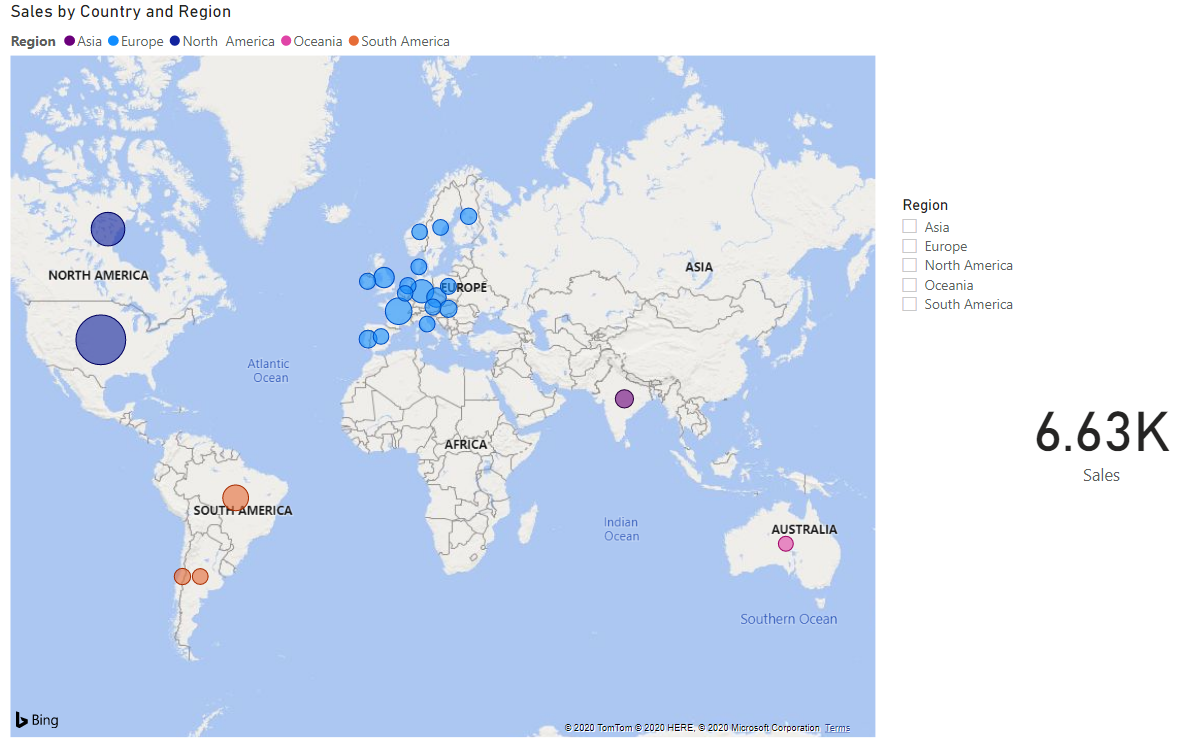 Sales by Country and Region
Region Asia Europe North America Oceania South America
NORTH AMERICA
EUROPE
ASIA
Atlantic
Ocean
AFRICA
SOUTH AMERICA
Indian
Ocean
AUSTRALIA
Southern Ocean
Bing
© 2020 TomTom © 2020 HERE, © 2020 Microsoft Corporation Terms
Region
Asia
Europe
North America
Oceania
South America
6.63K
Sales